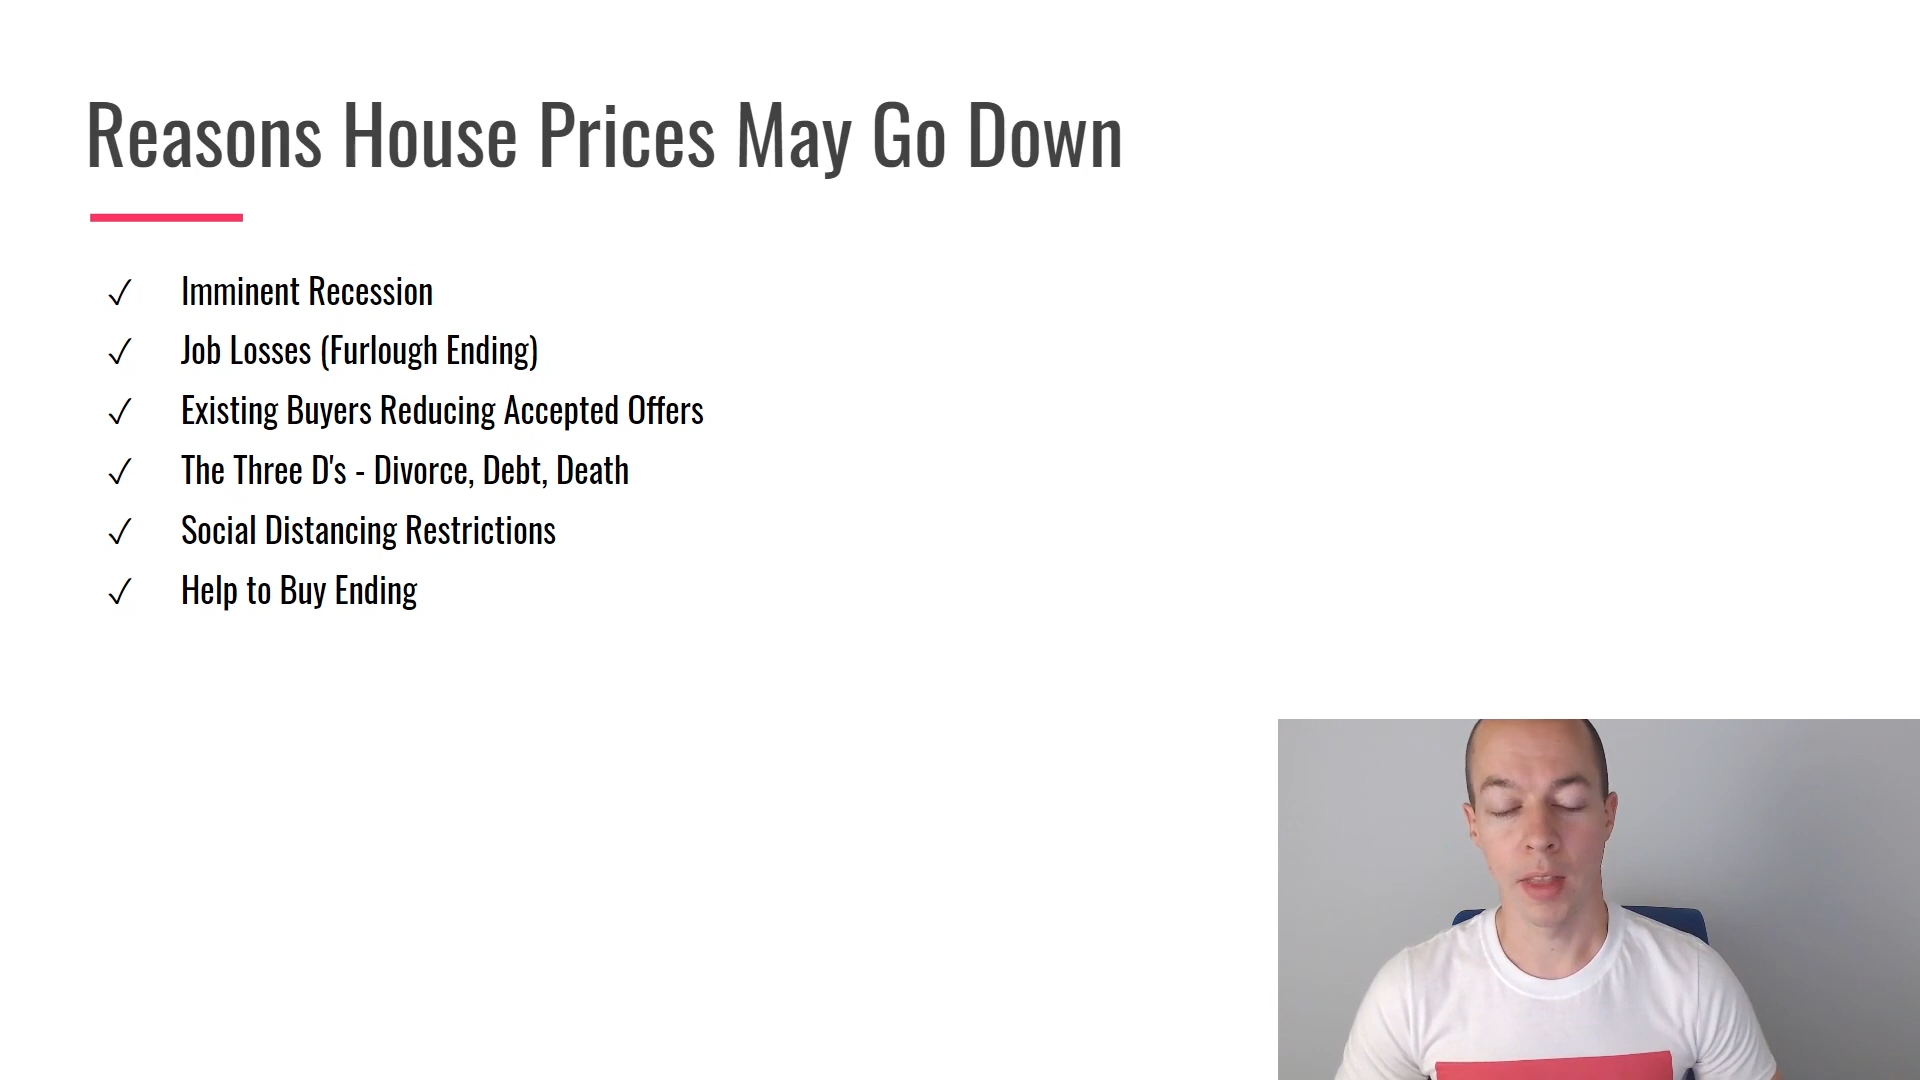 Reasons House Prices May Go Down
✓ Imminent Recession
✓ Job Losses (Furlough Ending)
✓ Existing Buyers Reducing Accepted Offers
✓ The Three D's - Divorce, Debt, Death
✓ Social Distancing Restrictions
✓ Help to Buy Ending